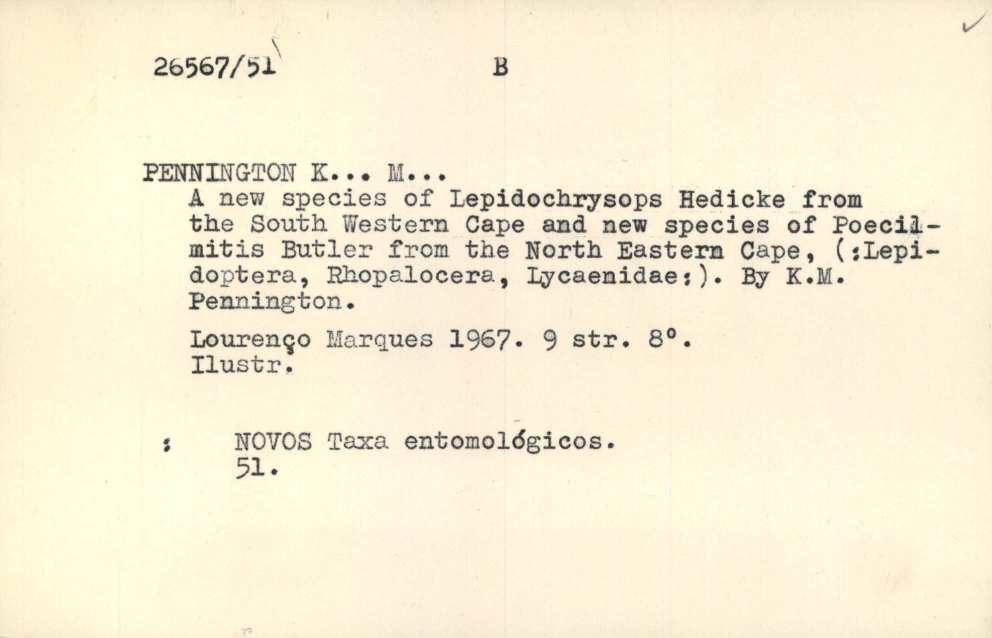 26567/51 B
PENNINGTON K... M...
A new species of Lepidochrysops Hedicke from
the South Western Cape and new species of Poecil-
mitis Butler from the North Eastern Cape, (:Lepi-
doptera, Rhopalocera, Lycaenidae:). By K.M.
Pennington.
Lourenço Marques 1967. 9 str. 8°.
Ilustr.
: NOVOS Taxa entomológicos.
51.